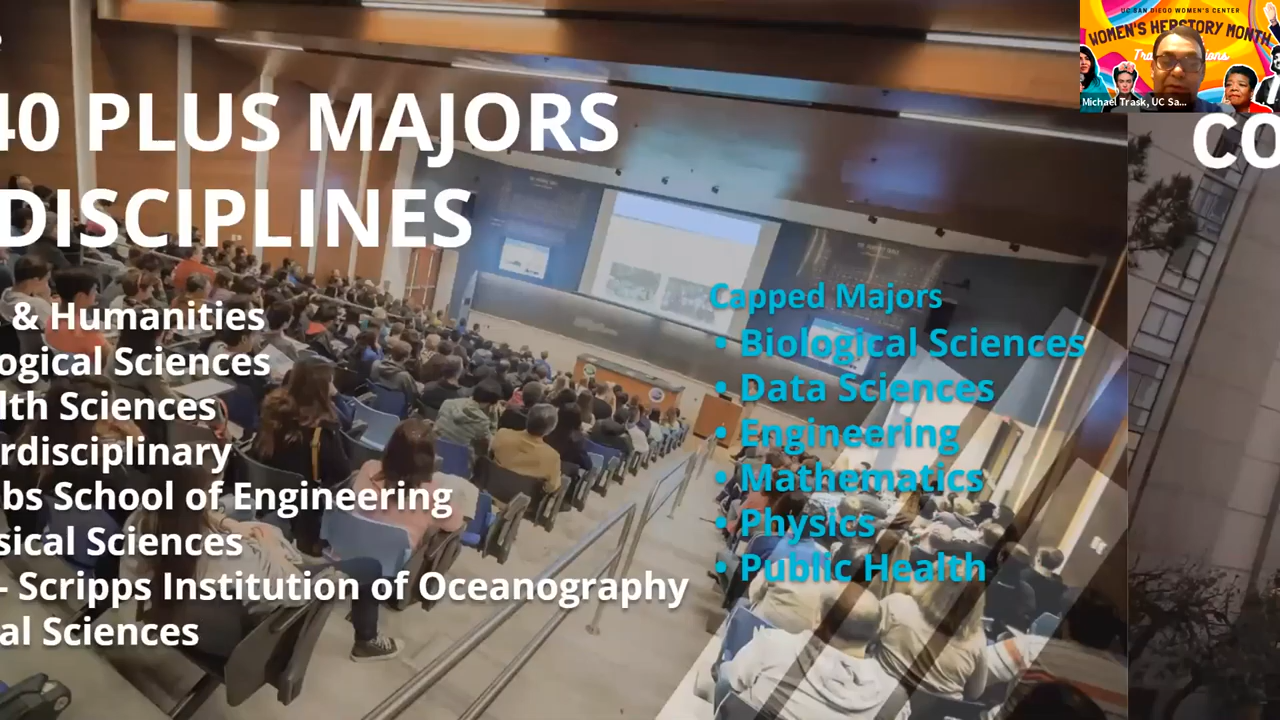 40 PLUS MAJORS
DISCIPLINES
& Humanities
ogical Sciences
lth Sciences
rdisciplinary
bs School of Engineering
sical Sciences
- Scripps Institution of Oceanography
al Sciences
Capped Majors
• Biological Sciences
• Data Sciences
• Engineering
• Mathematics
• Physics
• Public Health
UC SAN DIEGO WOMEN'S CENTER
WOMEN'S HERSTORY MONTH
Michael Trask, UC Sa...
CO